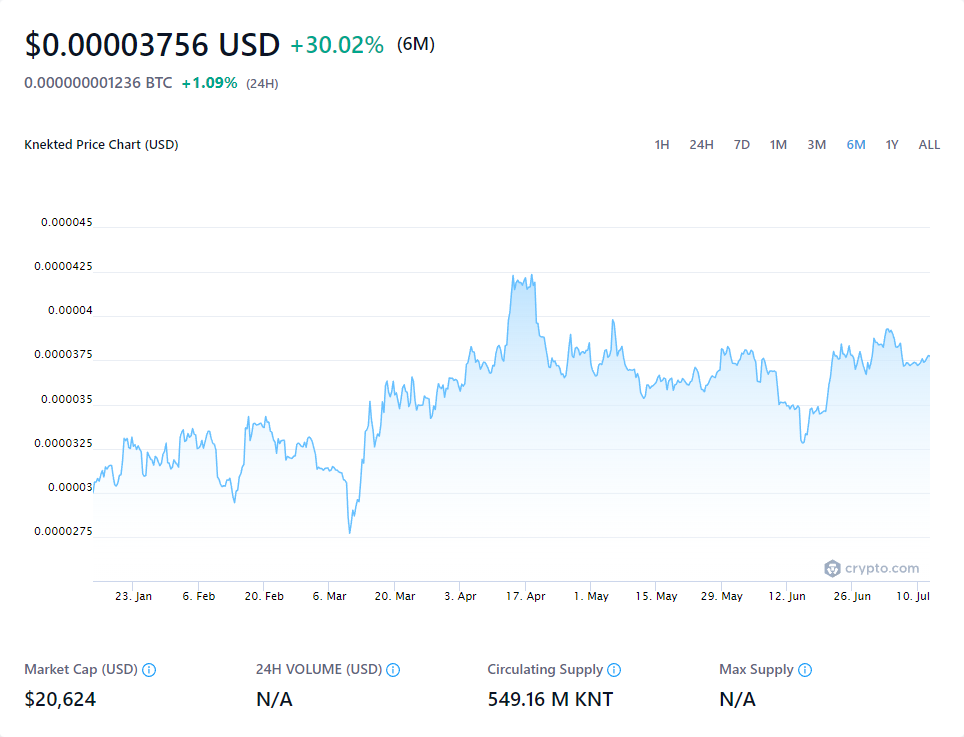 $0.00003756 USD +30.02% (6M)
0.000000001236 BTC +1.09% (24H)
Knekted Price Chart (USD) 1H 24H 7D 1M 3M 6M 1Y ALL
0.000045
0.0000425
0.00004
0.0000375
0.000035
0.0000325
0.00003
0.0000275
crypto.com
23. Jan 6. Feb 20. Feb 6. Mar 20. Mar 3. Apr 17. Apr 1. May 15. May 29. May 12. Jun 26. Jun 10. Jul
Market Cap (USD) 24H VOLUME (USD) Circulating Supply Max Supply
$20,624 N/A 549.16 M KNT N/A